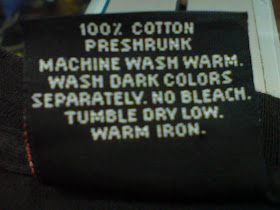 100% COTTON
PRESHRUNK
MACHINE WASH WARM.
WASH DARK COLORS
SEPARATELY. NO BLEACH.
TUMBLE DRY LOW.
WARM IRON.